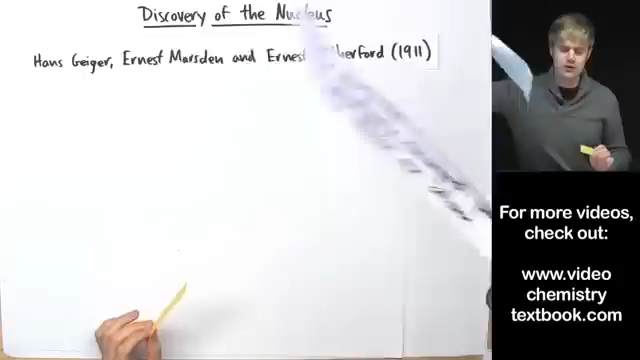 Discovery of the Nucleus
Hans Geiger, Ernest Marsden and Ernest (1911)
For more videos,
check out:
www.video
chemistry
textbook.com